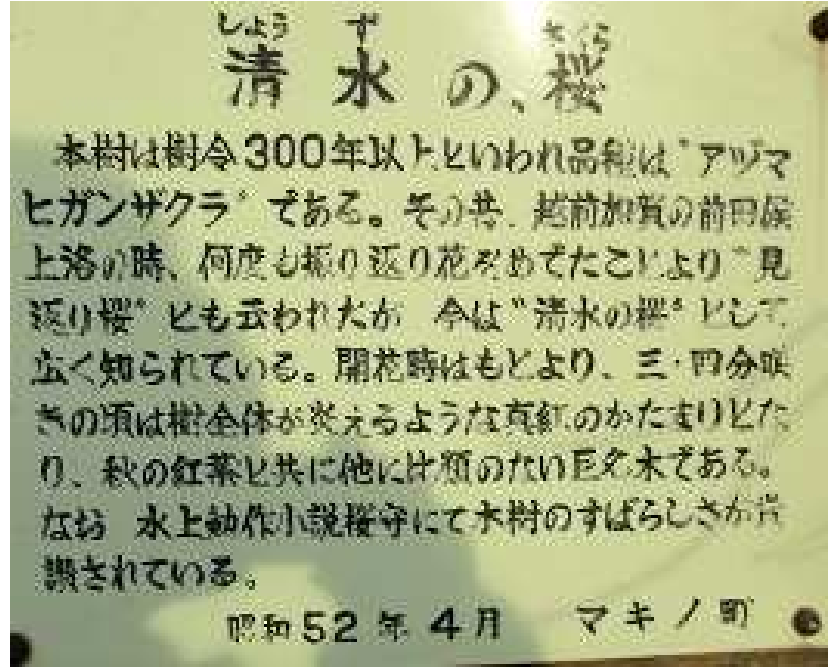 しょうず さくら
清水の、桜
本樹は樹令300年以上といわれ品種は“アヅマ
ヒガンザクラ”である。その昔、越前加賀の前田侯
上洛の時、何度も振り返り花をめでたことより“見
返り桜”とも云われたが 今は“清水の桜”として
広く知られている。開花時はもとより、三・四分咲
きの頃は樹全体が炎えるような真紅のかたまりとな
り、秋の紅葉と共に他に比類のない巨名木である。
なお 水上勉作小説桜守にて本樹のすばらしさが賞
讃されている。
昭和52年4月 マキノ町